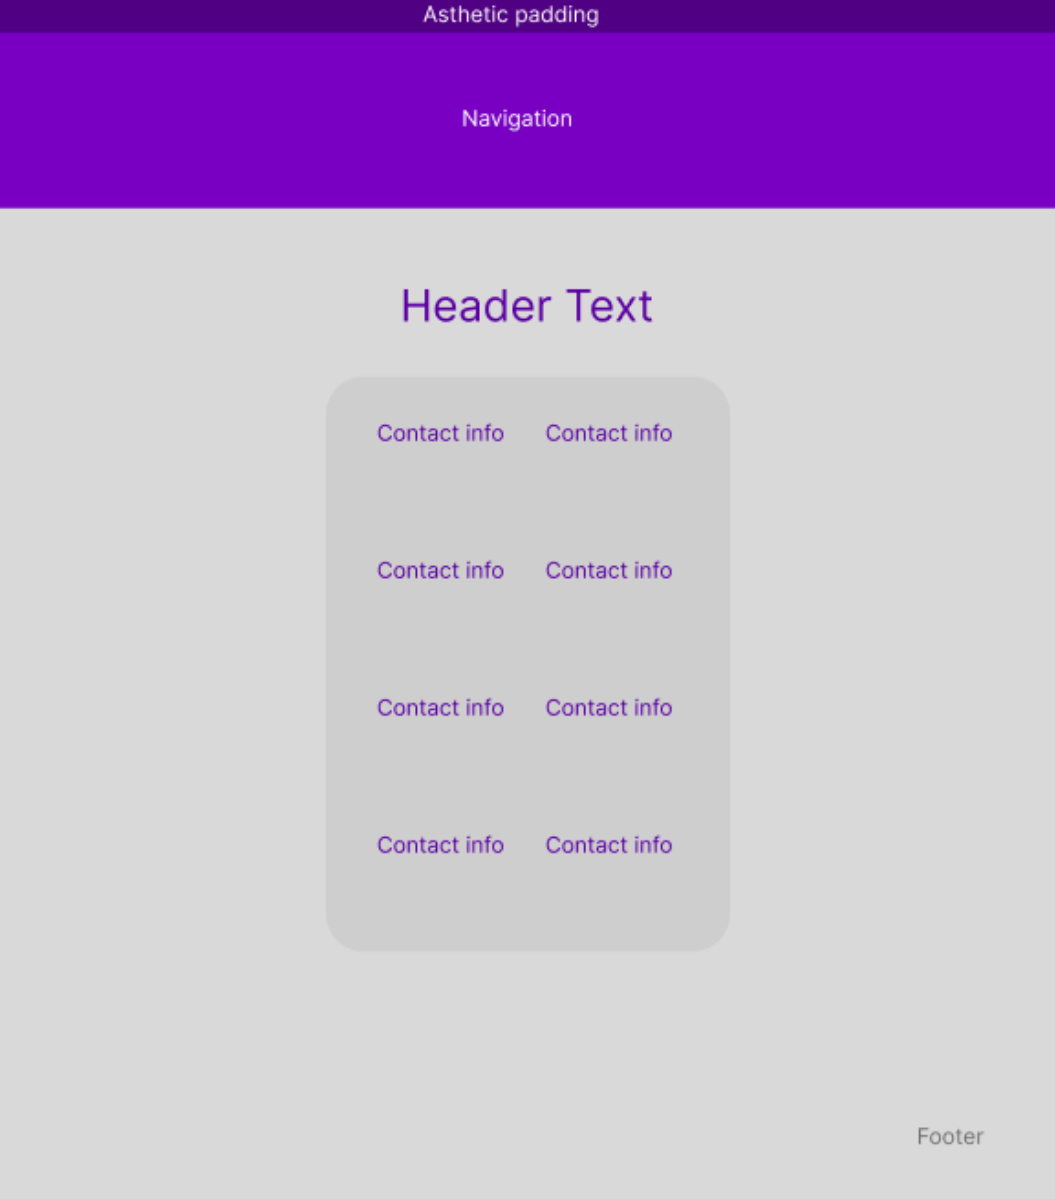 Asthetic padding
Navigation
Header Text
Contact info Contact info
Contact info Contact info
Contact info Contact info
Contact info Contact info
Footer